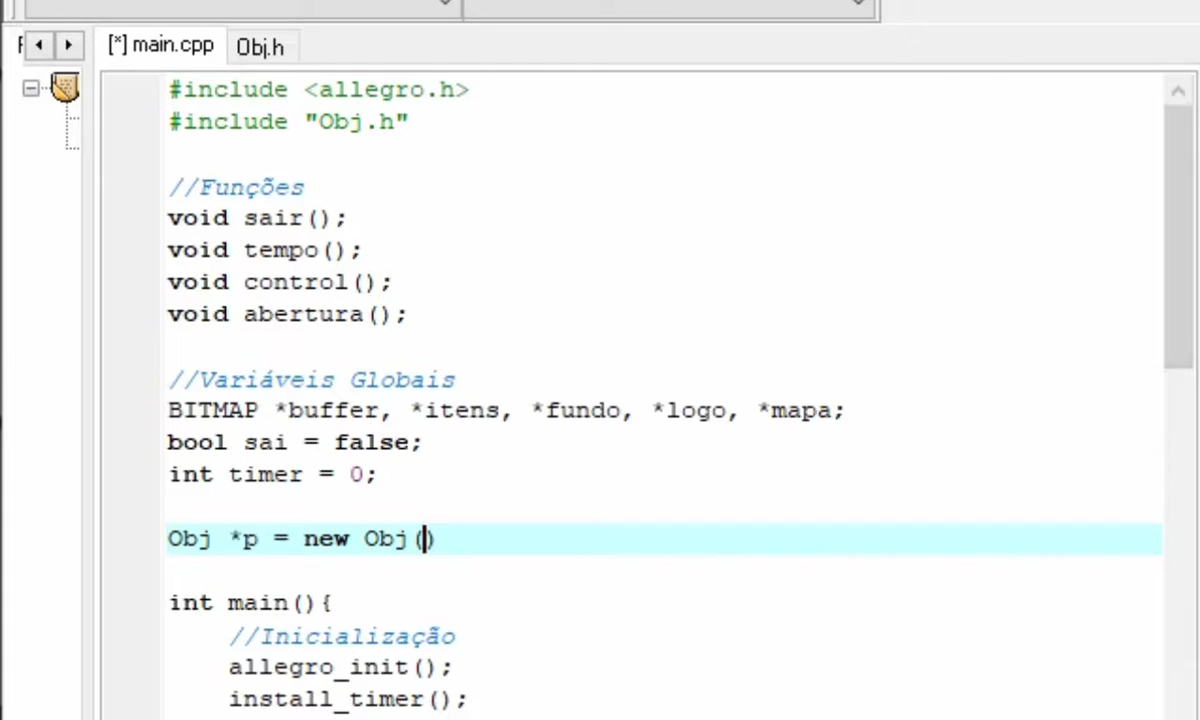 [*] main.cpp Obj.h
#include <allegro.h>
#include "Obj.h"
//Funções
void sair();
void tempo();
void control();
void abertura();
//Variáveis Globais
BITMAP *buffer, *itens, *fundo, *logo, *mapa;
bool sai = false;
int timer = 0;
Obj *p = new Obj()
int main(){
//Inicialização
allegro_init();
install_timer();